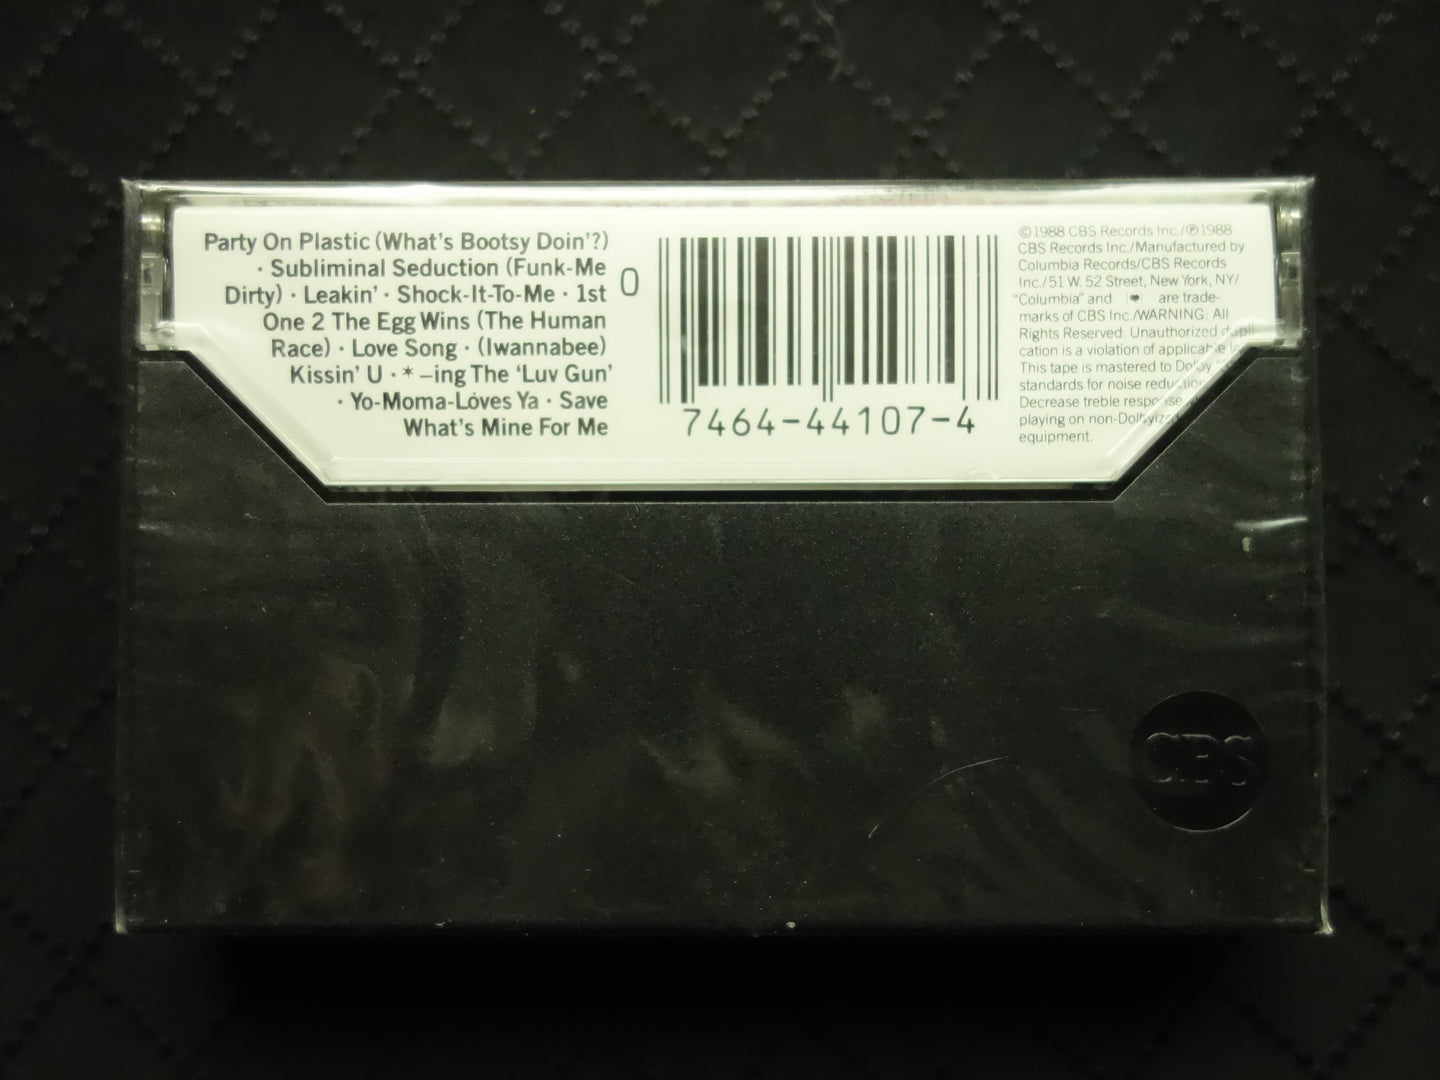 Party On Plastic (What's Bootsy Doin'?)
· Subliminal Seduction (Funk-Me
Dirty) · Leakin' · Shock-It-To-Me · 1st
One 2 The Egg Wins (The Human
Race) · Love Song · (Iwannabee)
Kissin' U · * –ing The 'Luv Gun'
· Yo-Moma-Loves Ya · Save
What's Mine For Me
0
7464-44107-4
©1988 CBS Records Inc./℗1988
CBS Records Inc./Manufactured by
Columbia Records/CBS Records
Inc./51 W. 52 Street, New York, NY/
"Columbia" and are trade-
marks of CBS Inc./WARNING: All
Rights Reserved. Unauthorized dupli
cation is a violation of applicable
This tape is mastered to Dolby
standards for noise reduction
Decrease treble response
playing on non-Dolbyized
equipment.
CBS